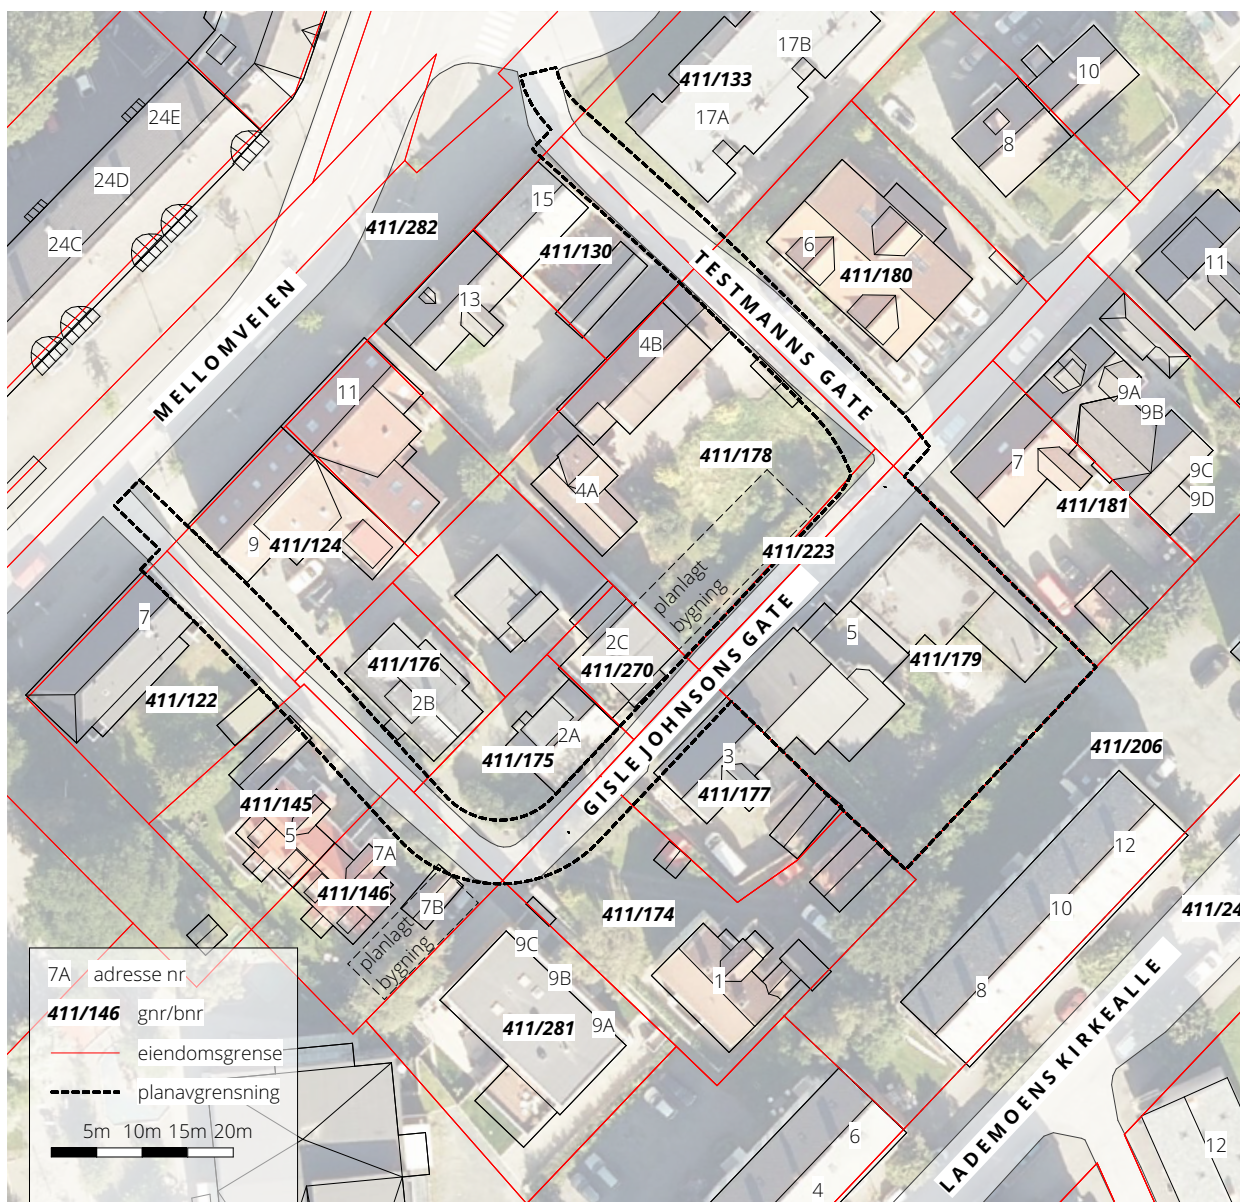 17B
411/133
10
24E
17A
8
24D
15
24C
411/282
411/130
6
411/180
TESTMANNS GATE
11
MELLOMVEIEN
13
4B
11
9A
9B
411/178
7
9C
4A
9D
411/181
9
411/124
411/223
planlagt
bygning
7
2C
5
411/176
411/270
411/179
411/122
2B
2A
411/206
411/175
GISLE JOHNSONS GATE
3
411/177
411/145
5
7A
12
411/146
7B
10
411/174
411/24
planlagt
bygning
9C
9B
1
8
411/281
9A
LADEMOENS KIRKEALLE
7A adresse nr
411/146 gnr/bnr
eiendomsgrense
planavgrensning
5m 10m 15m 20m
6
12
4